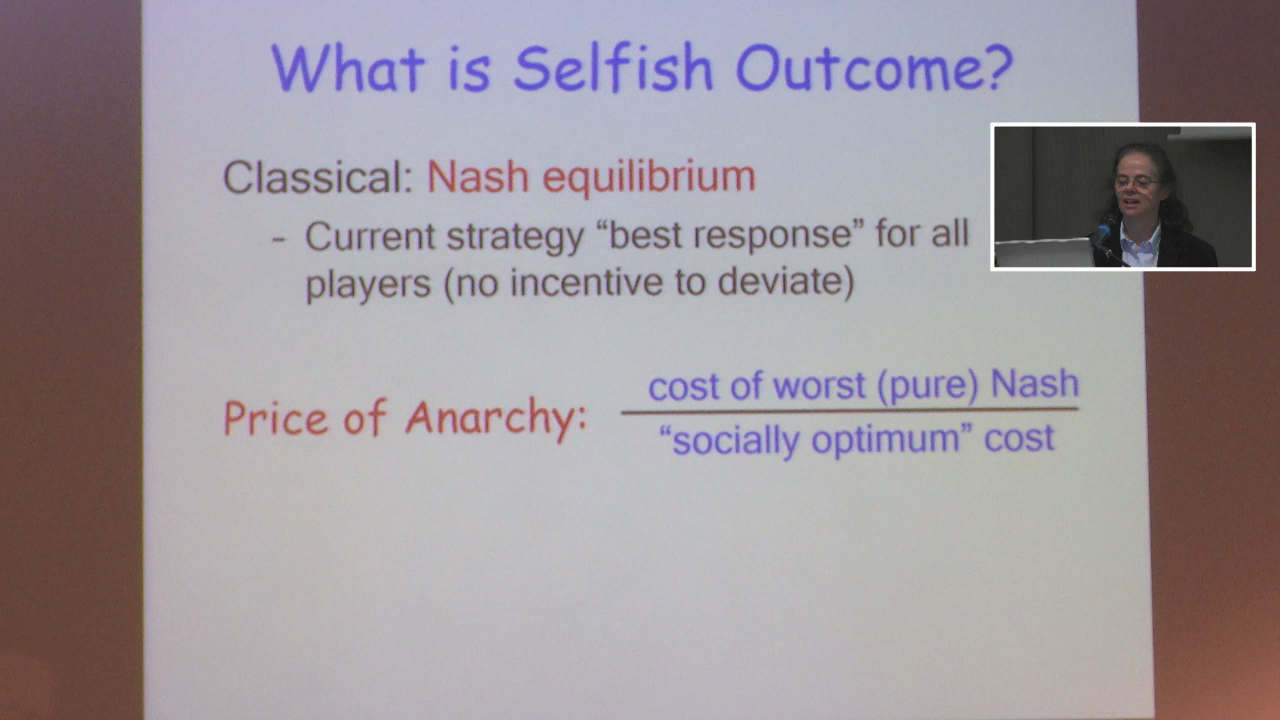 What is Selfish Outcome?
Classical: Nash equilibrium
- Current strategy “best response” for all
players (no incentive to deviate)
Price of Anarchy:
cost of worst (pure) Nash
“socially optimum” cost